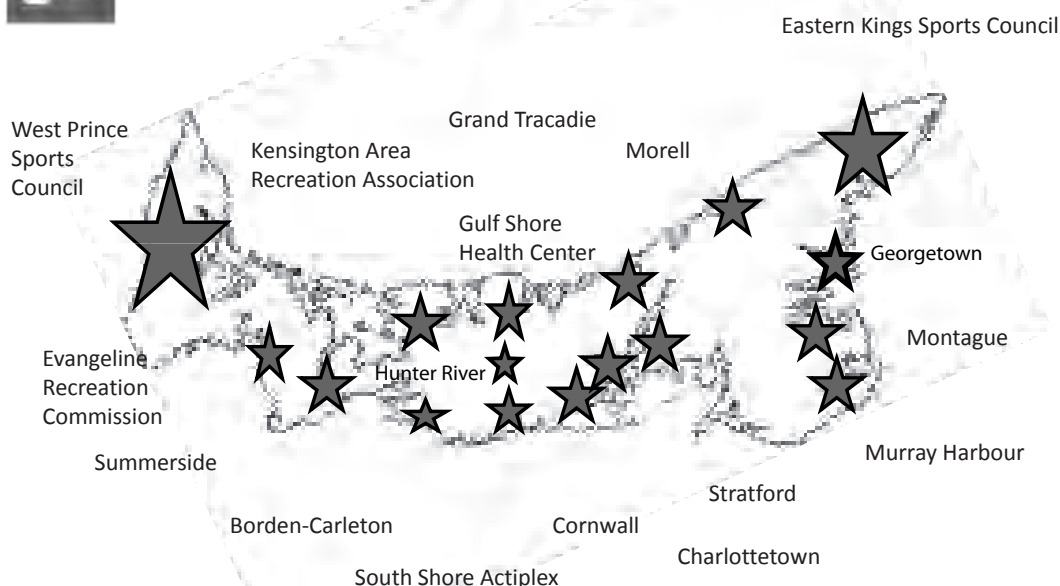 Eastern Kings Sports Council
West Prince
Sports
Council
Grand Tracadie
Kensington Area
Recreation Association
Morell
Gulf Shore
Health Center
Georgetown
Montague
Evangeline
Recreation
Commission
Hunter River
Murray Harbour
Summerside
Stratford
Borden-Carleton
Cornwall
Charlottetown
South Shore Actiplex